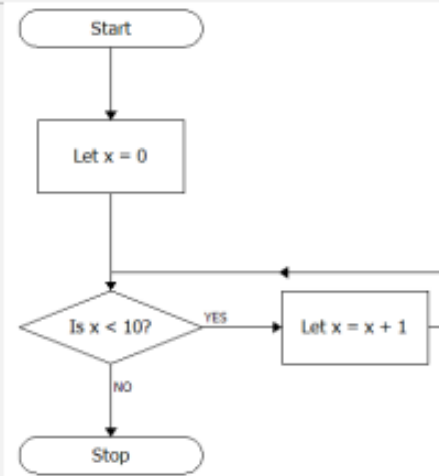 Start
Let x = 0
Is x < 10?
YES
Let x = x + 1
NO
Stop